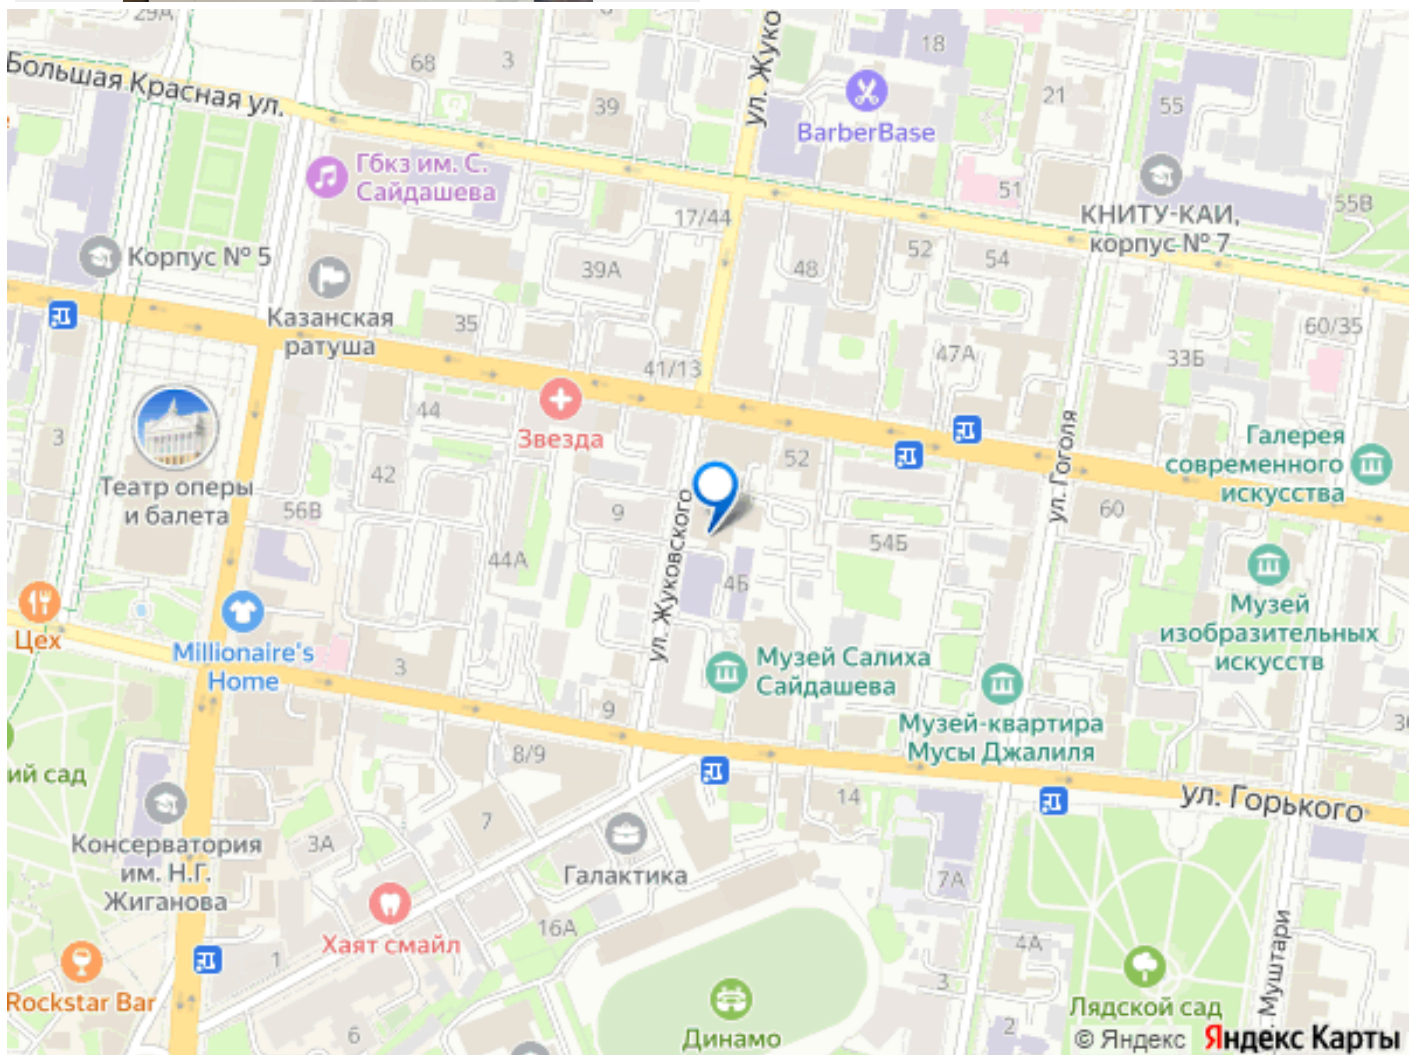 29А
68
3
18
ул. Жуко
Большая Красная ул.
39
BarberBase
21
55
Гбкз им. С.
Сайдашева
51
17/44
КНИТУ-КАИ,
корпус № 7
55В
Корпус № 5
39А
48
52
54
Казанская
ратуша
35
41/13
47А
33Б
60/35
44
Звезда
3
42
52
Галерея
современного
искусства
Театр оперы
и балета
56В
9
ул. Жуковского
ул. Гоголя
60
44А
54Б
4Б
Музей
изобразительных
искусств
Цех
Millionaire's
Home
3
Музей Салиха
Сайдашева
9
Музей-квартира
Мусы Джалиля
8/9
ий сад
14
ул. Горького
Консерватория
им. Н.Г.
Жиганова
3А
7
Галактика
7А
Хаят смайл
16А
1
4А
Муштари
Rockstar Bar
3
Лядской сад
6
Динамо
2
© Яндекс Яндекс Карты